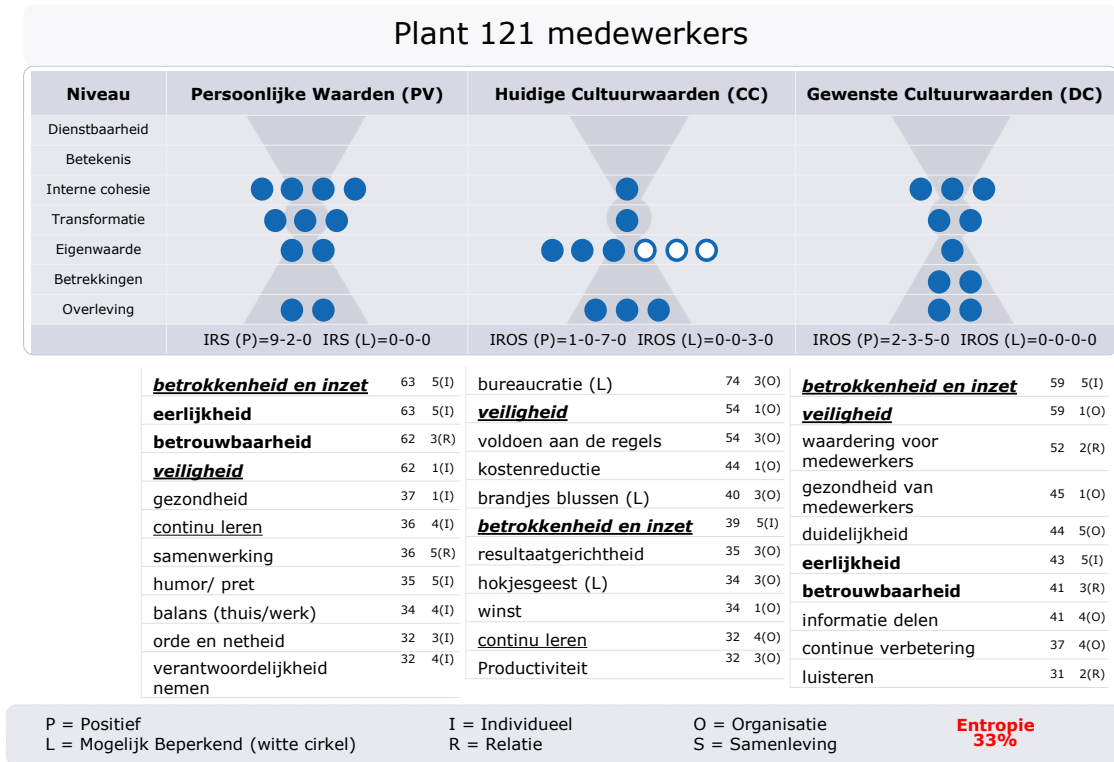 Plant 121 medewerkers
Niveau Persoonlijke Waarden (PV) Huidige Cultuurwaarden (CC) Gewenste Cultuurwaarden (DC)
Dienstbaarheid
Betekenis
Interne cohesie
Transformatie
Eigenwaarde
Betrekkingen
Overleving
IRS (P)=9-2-0 IRS (L)=0-0-0 IROS (P)=1-0-7-0 IROS (L)=0-0-3-0 IROS (P)=2-3-5-0 IROS (L)=0-0-0-0
betrokkenheid en inzet 63 5(I)
eerlijkheid 63 5(I)
betrouwbaarheid 62 3(R)
veiligheid 62 1(I)
gezondheid 37 1(I)
continu leren 36 4(I)
samenwerking 36 5(R)
humor/ pret 35 5(I)
balans (thuis/werk) 34 4(I)
orde en netheid 32 3(I)
verantwoordelijkheid 32 4(I)
nemen
bureaucratie (L) 74 3(O)
veiligheid 54 1(O)
voldoen aan de regels 54 3(O)
kostenreductie 44 1(O)
brandjes blussen (L) 40 3(O)
betrokkenheid en inzet 39 5(I)
resultaatgerichtheid 35 3(O)
hokjesgeest (L) 34 3(O)
winst 34 1(O)
continu leren 32 4(O)
Productiviteit 32 3(O)
betrokkenheid en inzet 59 5(I)
veiligheid 59 1(O)
waardering voor
medewerkers 52 2(R)
gezondheid van
medewerkers 45 1(O)
duidelijkheid 44 5(O)
eerlijkheid 43 5(I)
betrouwbaarheid 41 3(R)
informatie delen 41 4(O)
continue verbetering 37 4(O)
luisteren 31 2(R)
P = Positief I = Individueel O = Organisatie Entropie
L = Mogelijk Beperkend (witte cirkel) R = Relatie S = Samenleving 33%